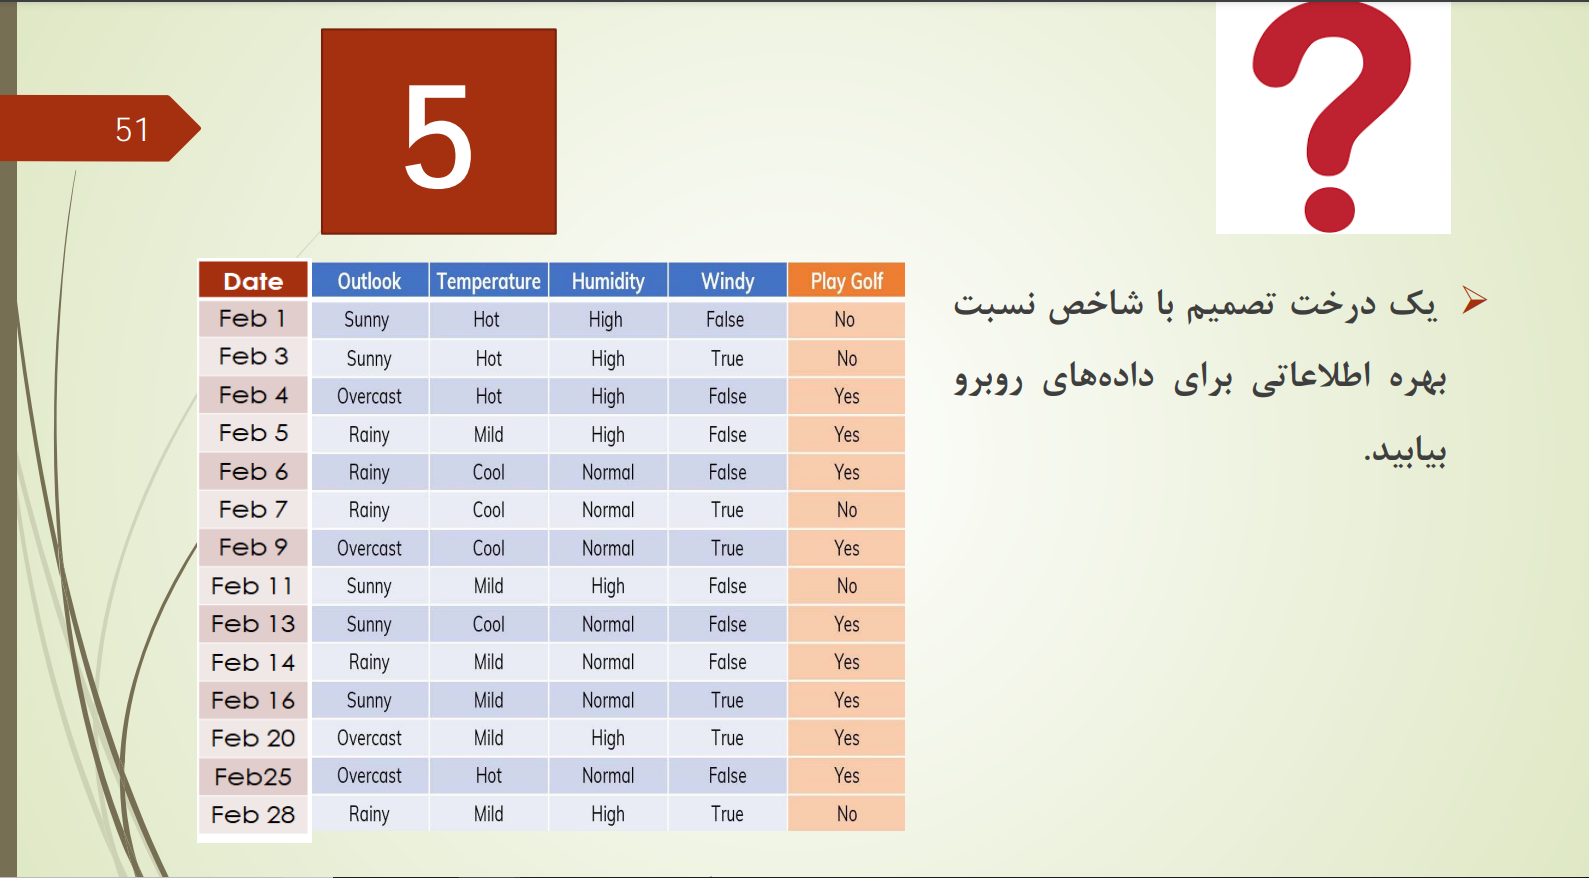 51
5
یک درخت تصمیم با شاخص نسبت
بهره اطلاعاتی برای داده‌های روبرو
بیابید.
Date Outlook Temperature Humidity Windy Play Golf
Feb 1 Sunny Hot High False No
Feb 3 Sunny Hot High True No
Feb 4 Overcast Hot High False Yes
Feb 5 Rainy Mild High False Yes
Feb 6 Rainy Cool Normal False Yes
Feb 7 Rainy Cool Normal True No
Feb 9 Overcast Cool Normal True Yes
Feb 11 Sunny Mild High False No
Feb 13 Sunny Cool Normal False Yes
Feb 14 Rainy Mild Normal False Yes
Feb 16 Sunny Mild Normal True Yes
Feb 20 Overcast Mild High True Yes
Feb25 Overcast Hot Normal False Yes
Feb 28 Rainy Mild High True No